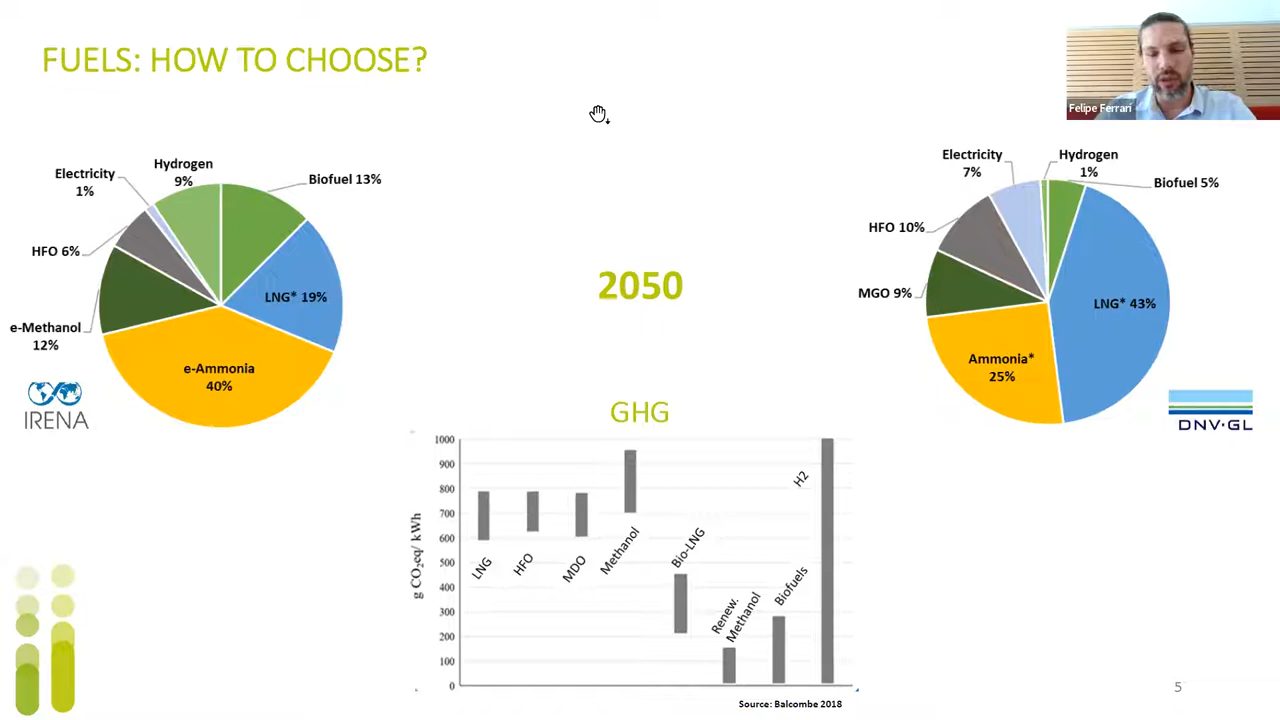 FUELS: HOW TO CHOOSE?
Felipe Ferrari
Hydrogen
9%
Electricity
1%
Biofuel 13%
HFO 6%
LNG* 19%
e-Methanol
12%
e-Ammonia
40%
IRENA
2050
Electricity
7%
Hydrogen
1%
Biofuel 5%
HFO 10%
MGO 9%
LNG* 43%
Ammonia*
25%
DNV·GL
GHG
g CO2eq/ kWh
1000
900
800
700
600
500
400
300
200
100
0
LNG
HFO
MDO
Methanol
Bio-LNG
Renew.
Methanol
Biofuels
H2
Source: Balcombe 2018
5